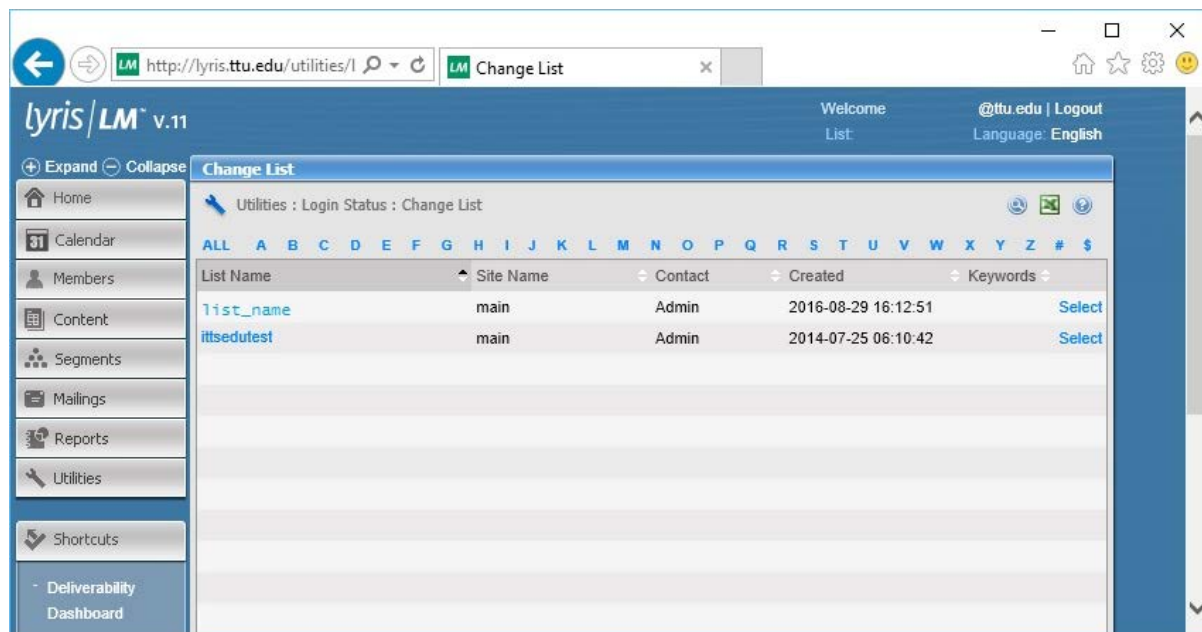 http://lyris.ttu.edu/utilities/l
LM Change List
lyris/LM™ V.11
Welcome @ttu.edu | Logout
List: Language: English
Expand Collapse
Change List
Home
31 Calendar
Members
Content
Segments
Mailings
Reports
Utilities
Shortcuts
- Deliverability
Dashboard
Utilities : Login Status : Change List
ALL A B C D E F G H I J K L M N O P Q R S T U V W X Y Z # $
List Name Site Name Contact Created Keywords
list_name main Admin 2016-08-29 16:12:51 Select
ittsedutest main Admin 2014-07-25 06:10:42 Select